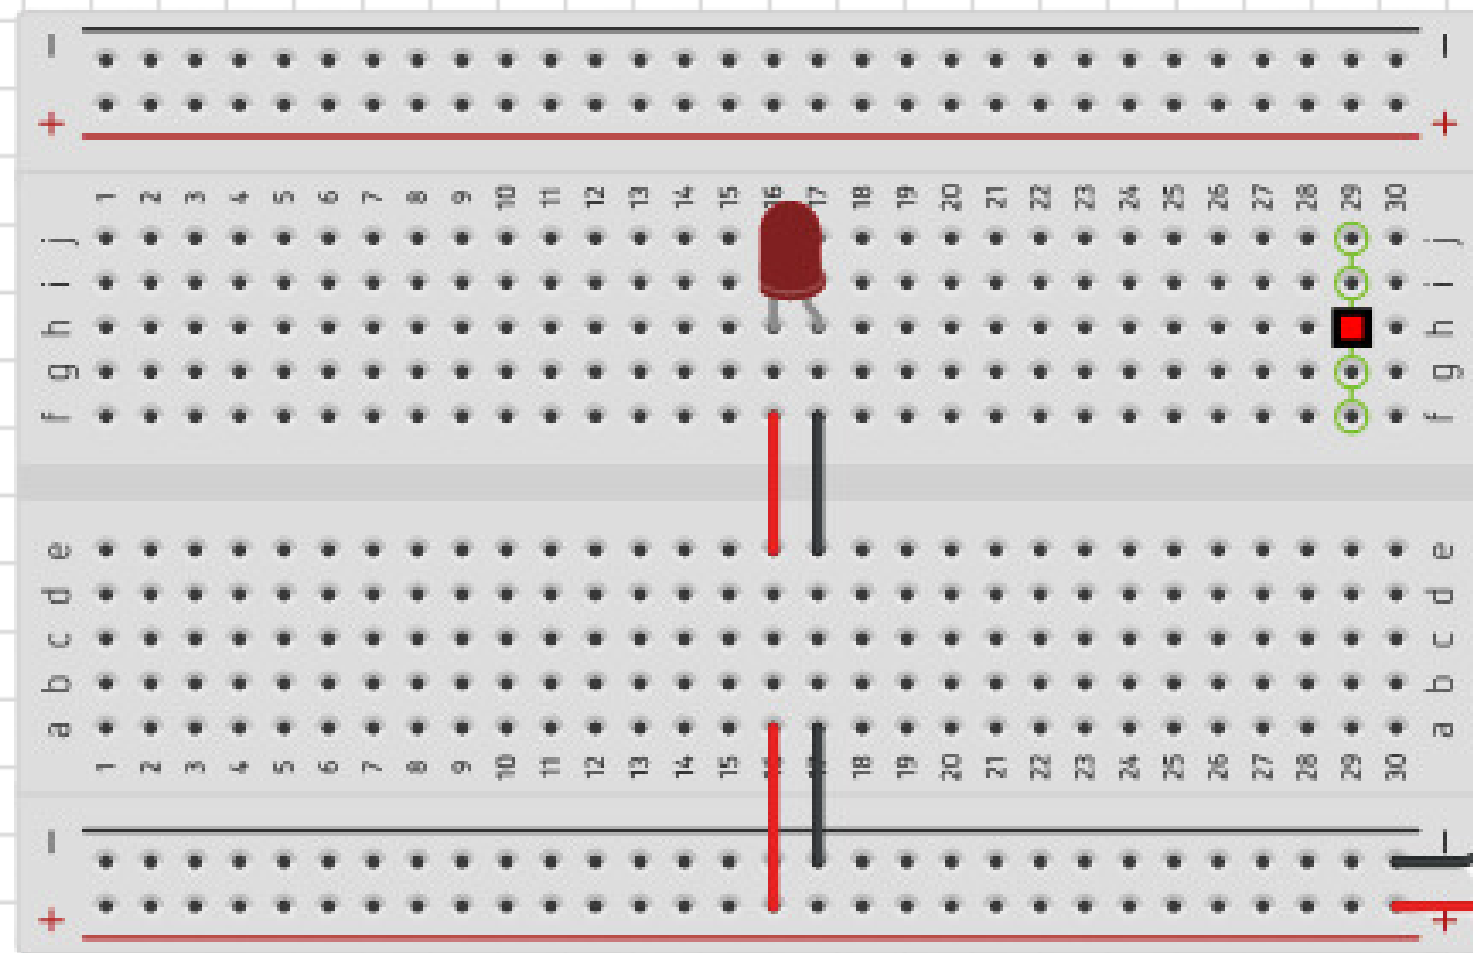 − −
+ +
1 2 3 4 5 6 7 8 9 10 11 12 13 14 15 16 17 18 19 20 21 22 23 24 25 26 27 28 29 30
j j
i i
h h
g g
f f
e e
d d
c c
b b
a a
1 2 3 4 5 6 7 8 9 10 11 12 13 14 15 18 19 20 21 22 23 24 25 26 27 28 29 30
− −
+ +